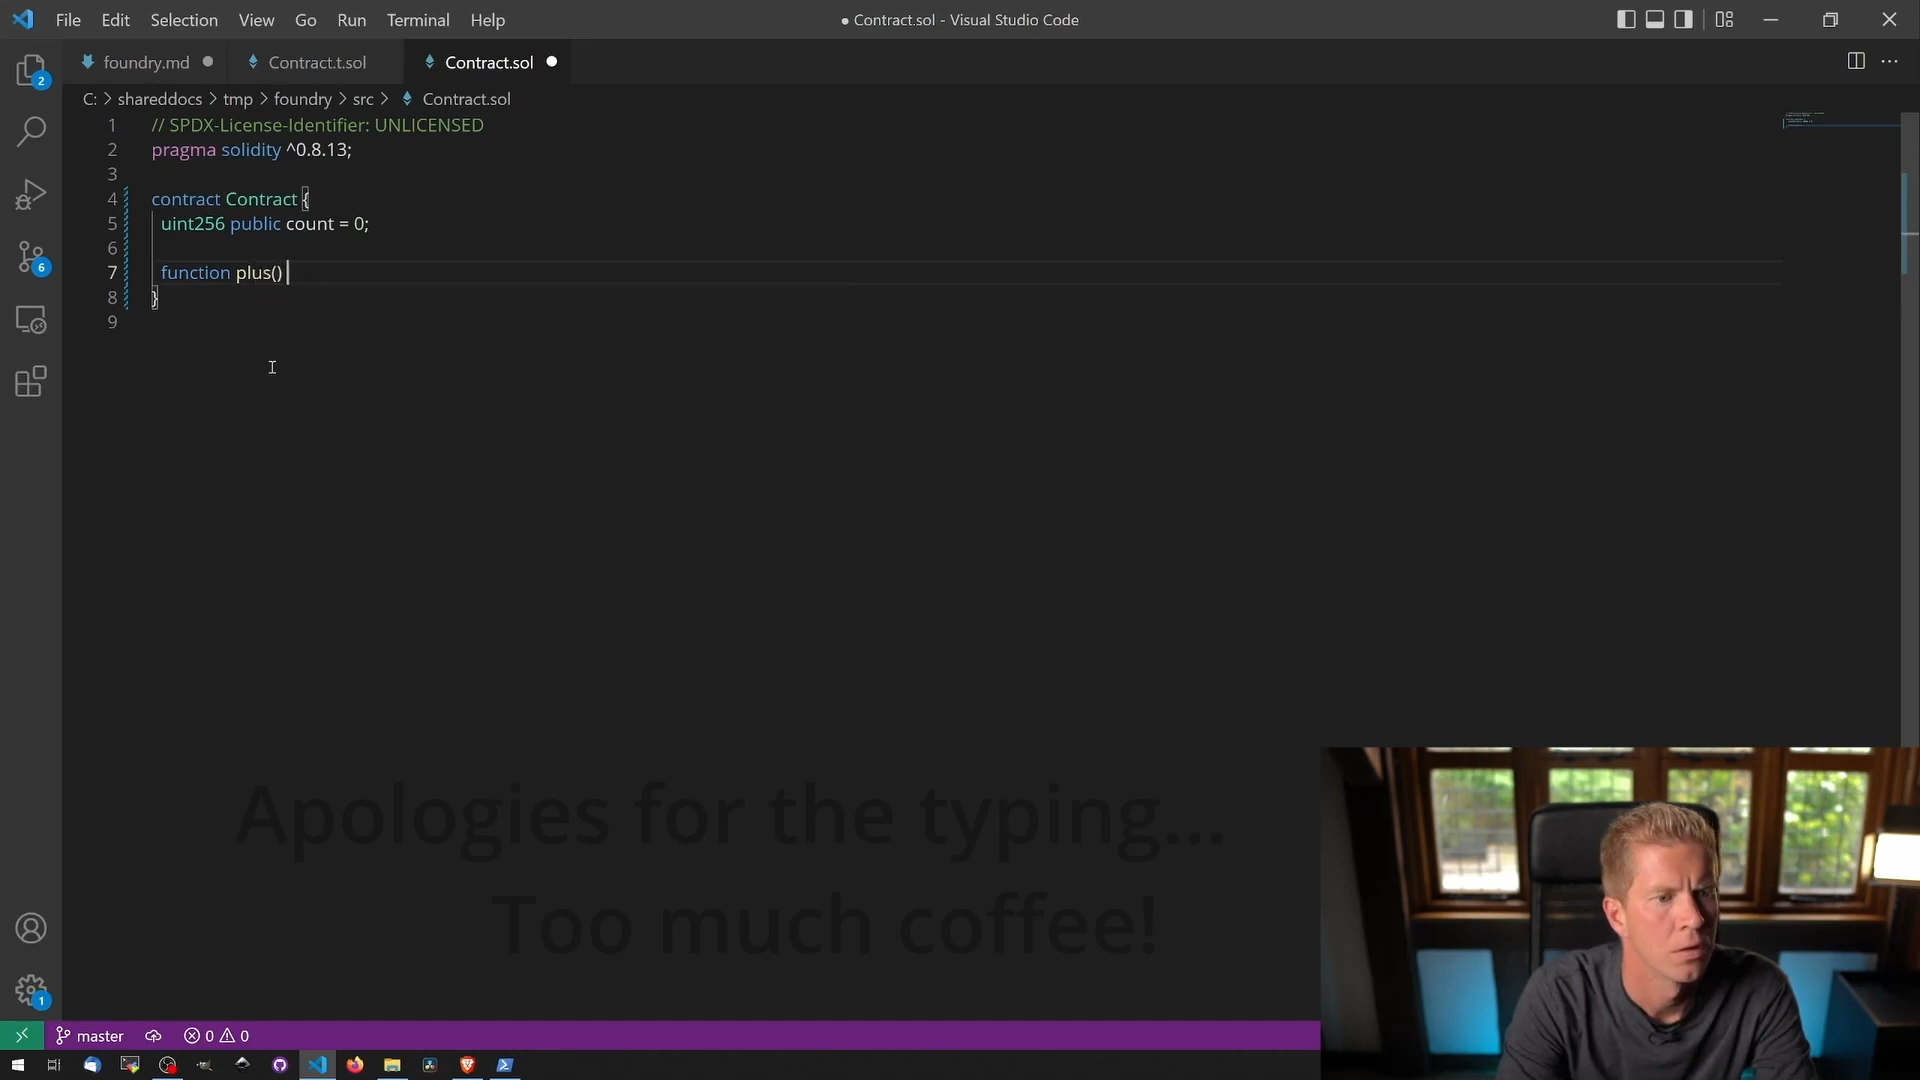 File Edit Selection View Go Run Terminal Help
● Contract.sol - Visual Studio Code
foundry.md
Contract.t.sol
Contract.sol
C: > shareddocs > tmp > foundry > src > Contract.sol
1 // SPDX-License-Identifier: UNLICENSED
2 pragma solidity ^0.8.13;
3
4 contract Contract {
5 uint256 public count = 0;
6
7 function plus()
8 }
9
2
6
1
Apologies for the typing...
Too much coffee!
master
0 0